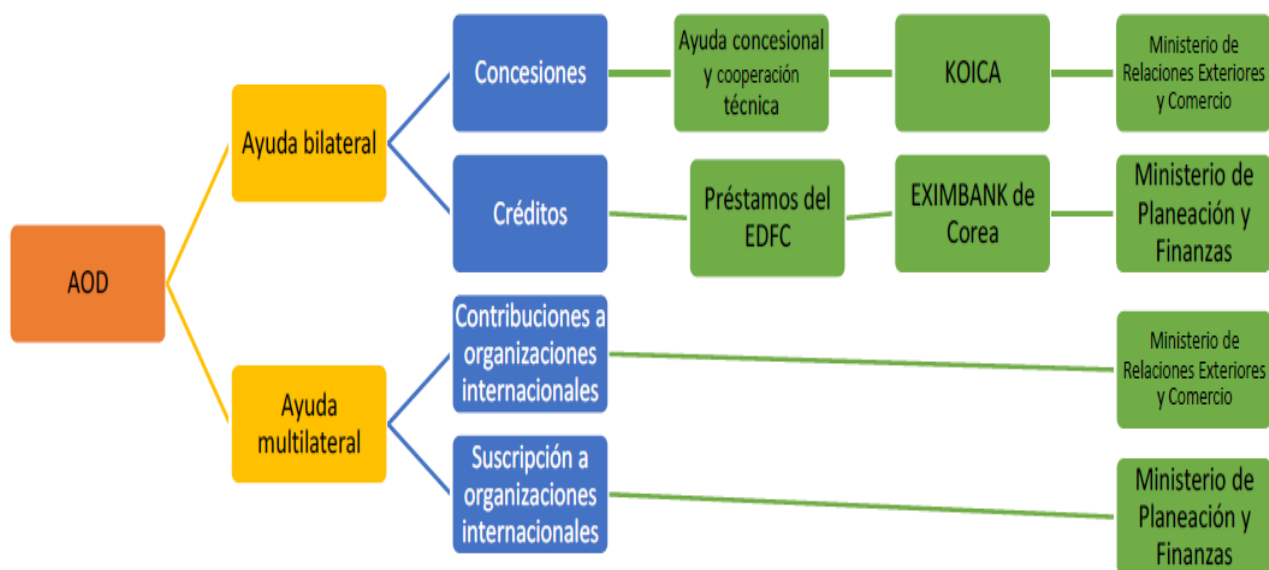 AOD
Ayuda bilateral
Concesiones
Ayuda concesional
y cooperación
técnica
KOICA
Ministerio de
Relaciones Exteriores
y Comercio
Créditos
Préstamos del
EDFC
EXIMBANK de
Corea
Ministerio de
Planeación y
Finanzas
Ayuda
multilateral
Contribuciones a
organizaciones
internacionales
Ministerio de
Relaciones Exteriores
y Comercio
Suscripción a
organizaciones
internacionales
Ministerio de
Planeación y
Finanzas